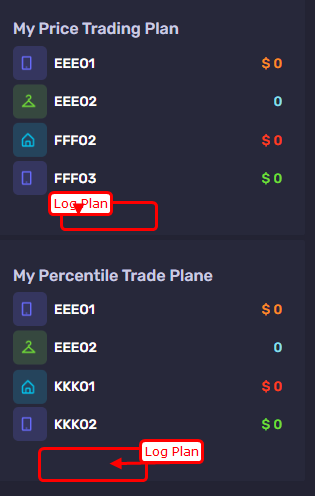 My Price Trading Plan
EEE01 $ 0
EEE02 0
FFF02 $ 0
FFF03 $ 0
Log Plan
My Percentile Trade Plane
EEE01 $ 0
EEE02 0
KKK01 $ 0
KKK02 $ 0
Log Plan